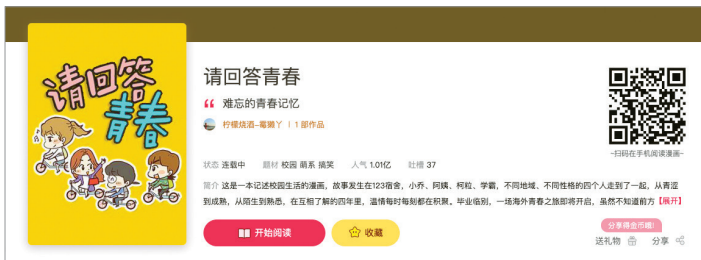 请回答
青春
请回答青春
难忘的青春记忆
柠檬烧酒-霉獭丫 | 1 部作品
~扫码在手机阅读漫画~
状态 连载中 题材 校园 萌系 搞笑 人气 1.01亿 吐槽 37
简介 这是一本记述校园生活的漫画，故事发生在123宿舍，小乔、阿姨、柯粒、学霸，不同地域、不同性格的四个人走到了一起，从青涩
到成熟，从陌生到熟悉，在互相了解的四年里，温情每时每刻都在积聚。毕业临别，一场海外青春之旅即将开启，虽然不知道前方【展开】
开始阅读
收藏
分享得金币哦！
送礼物 分享